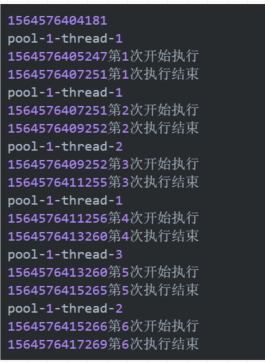 1564576404181
pool-1-thread-1
1564576405247第1次开始执行
1564576407251第1次执行结束
pool-1-thread-1
1564576407251第2次开始执行
1564576409252第2次执行结束
pool-1-thread-2
1564576409252第3次开始执行
1564576411255第3次执行结束
pool-1-thread-1
1564576411256第4次开始执行
1564576413260第4次执行结束
pool-1-thread-3
1564576413260第5次开始执行
1564576415265第5次执行结束
pool-1-thread-2
1564576415266第6次开始执行
1564576417269第6次执行结束